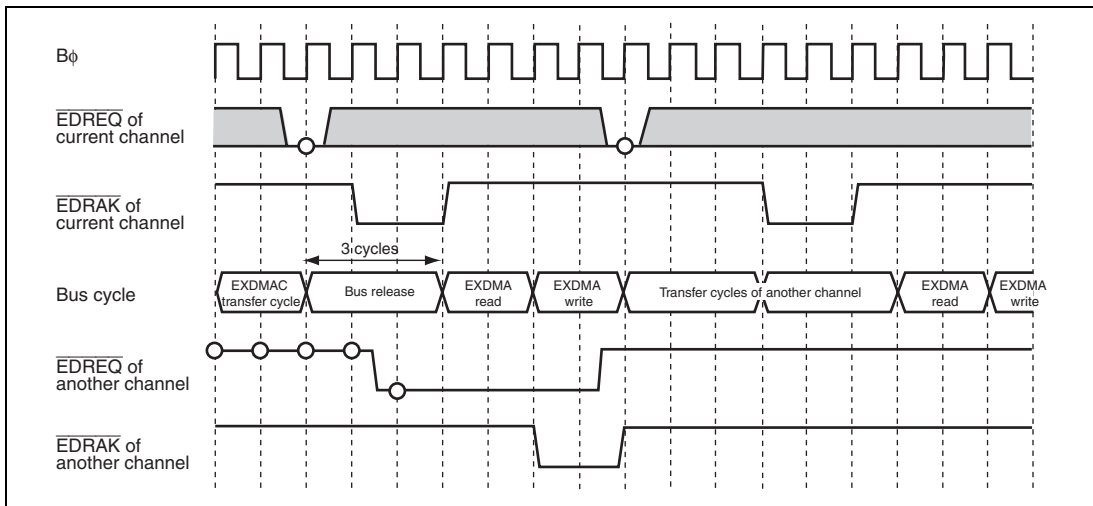 Bϕ
EDREQ of
current channel
EDRAK of
current channel
3 cycles
Bus cycle
EXDMAC
transfer cycle
Bus release
EXDMA
read
EXDMA
write
Transfer cycles of another channel
EXDMA
read
EXDMA
write
EDREQ of
another channel
EDRAK of
another channel